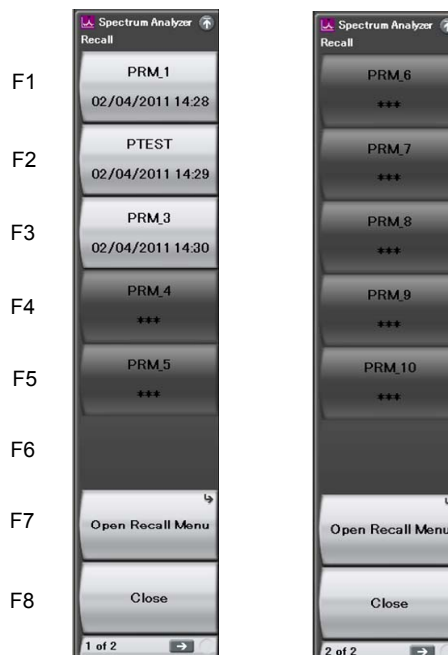 F1
F2
F3
F4
F5
F6
F7
F8
Spectrum Analyzer
Recall
PRM_1
02/04/2011 14:28
PTEST
02/04/2011 14:29
PRM_3
02/04/2011 14:30
PRM_4
***
PRM_5
***
Open Recall Menu
Close
1 of 2
Spectrum Analyzer
Recall
PRM_6
***
PRM_7
***
PRM_8
***
PRM_9
***
PRM_10
***
Open Recall Menu
Close
2 of 2